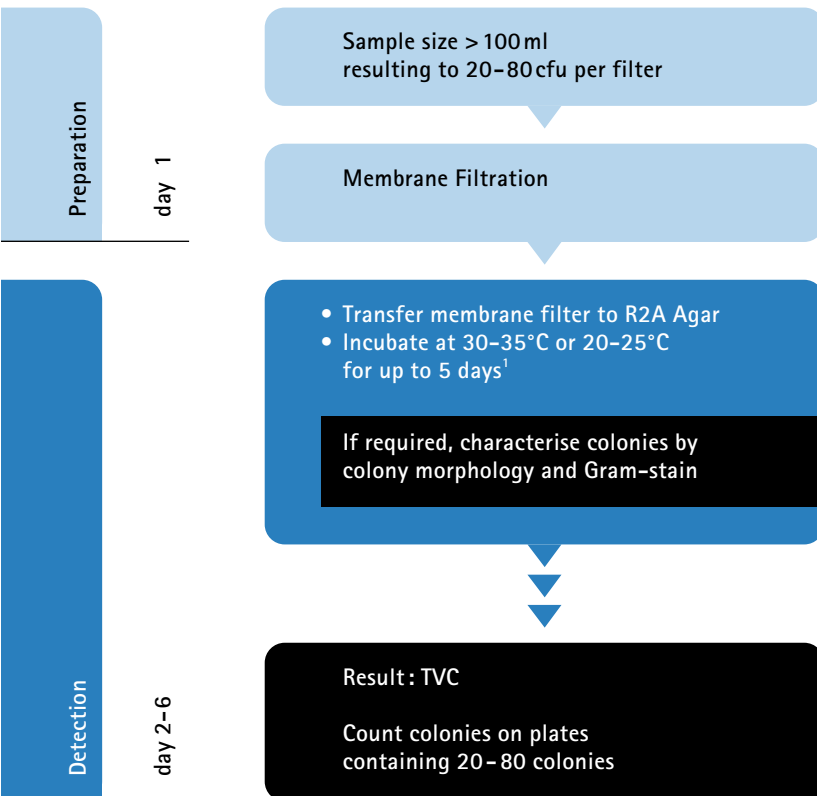 Preparation
day 1
Sample size > 100 ml
resulting to 20-80 cfu per filter
Membrane Filtration
Detection
day 2-6
• Transfer membrane filter to R2A Agar
• Incubate at 30-35°C or 20-25°C
for up to 5 days¹
If required, characterise colonies by
colony morphology and Gram-stain
Result: TVC
Count colonies on plates
containing 20-80 colonies